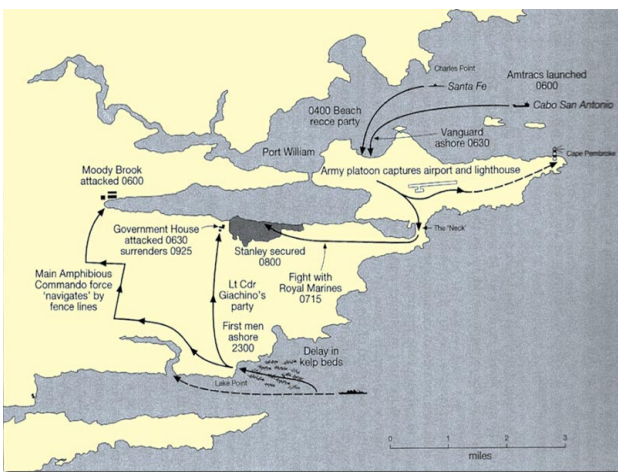 Charles Point
Santa Fe
Amtracs launched
0600
Cabo San Antonio
0400 Beach
recce party
Vanguard
ashore 0630
Port William
Cape Pembroke
Army platoon captures airport and lighthouse
Moody Brook
attacked 0600
Government House
attacked 0630
surrenders 0925
Stanley secured
0800
The 'Neck'
Fight with
Royal Marines
0715
Main Amphibious
Commando force
'navigates' by
fence lines
Lt Cdr
Giachino's
party
First men
ashore
2300
Delay in
kelp beds
Lake Point
0 1 2 3
miles